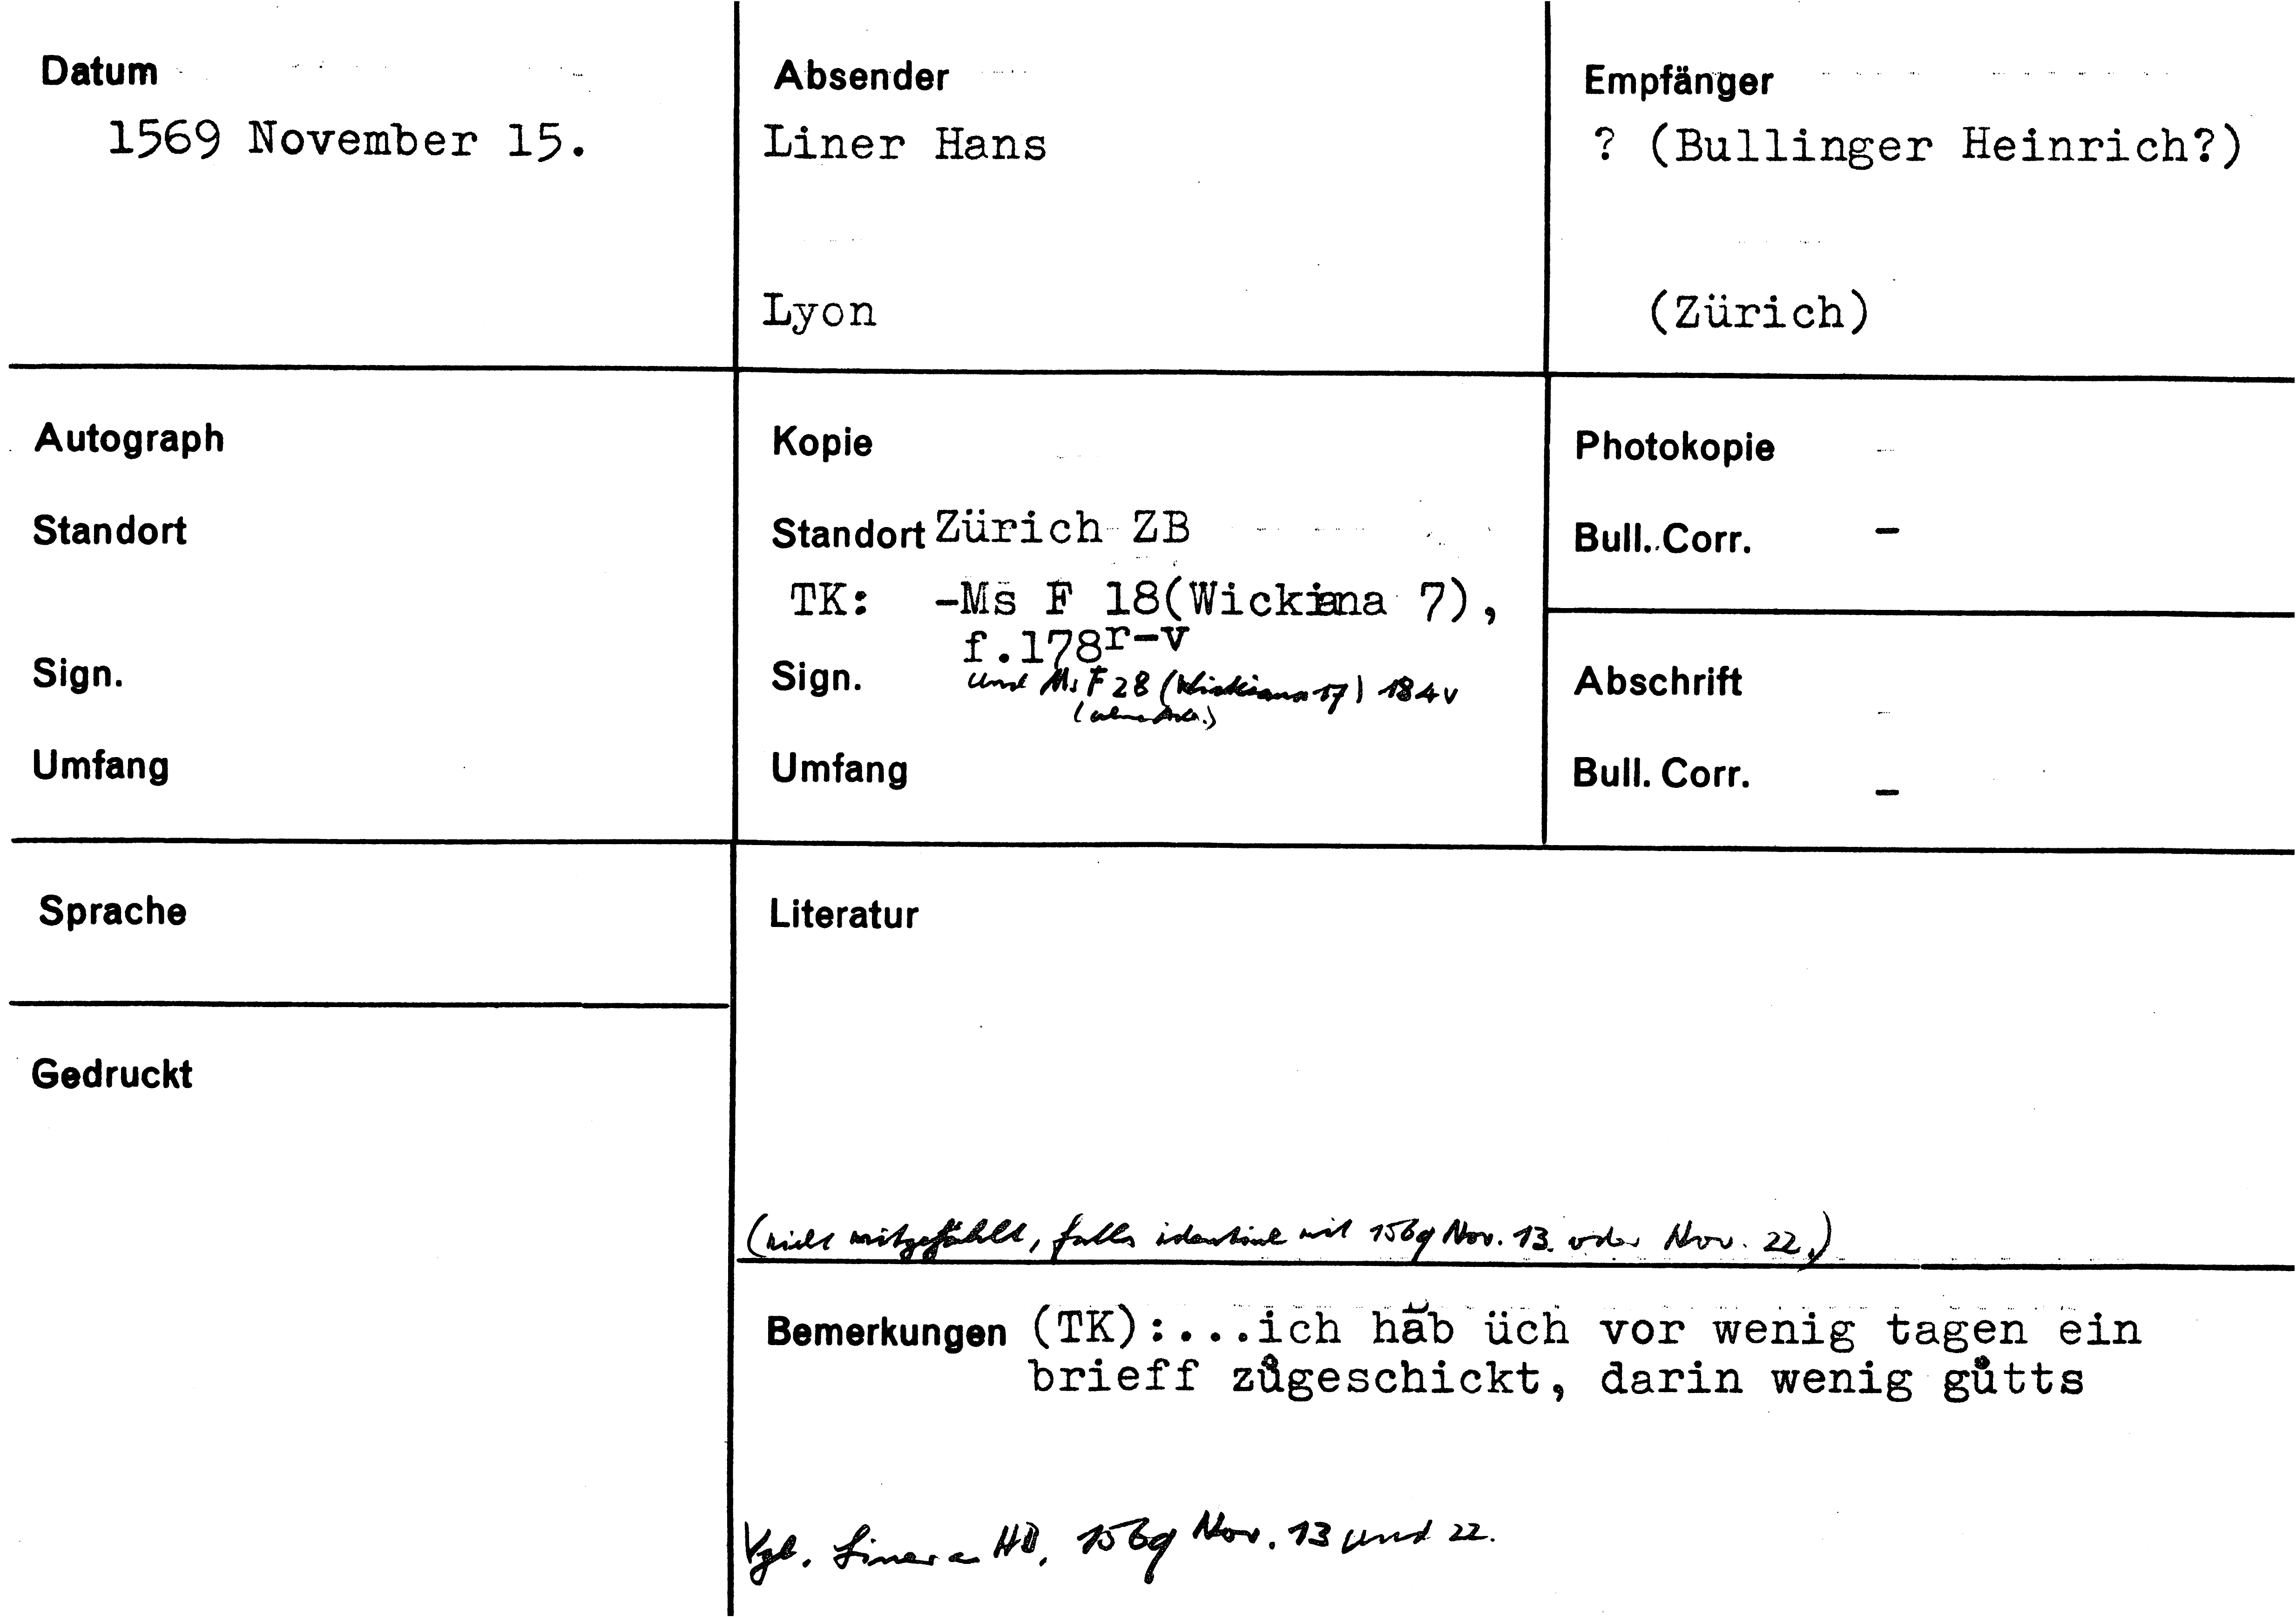 Datum
1569 November 15.
Absender
Liner Hans
Lyon
Empfänger
? (Bullinger Heinrich?)
(Zürich)
Autograph
Standort
Sign.
Umfang
Kopie
Standort Zürich ZB
TK: -Ms F 18(Wickiana 7),
f.178r-v
Sign. und Ms F 28 (Wickiana 17) 184v
Umfang
Photokopie
Bull. Corr. -
Abschrift
Bull. Corr. -
Sprache
Gedruckt
Literatur
(nicht mitgezählt, falls identisch mit 1569 Nov. 13. oder Nov. 22.)
Bemerkungen (TK):...ich hăb üch vor wenig tagen ein
brieff zůgeschickt, darin wenig gůtts
Vgl. Liner an HB, 1569 Nov. 13 und 22.